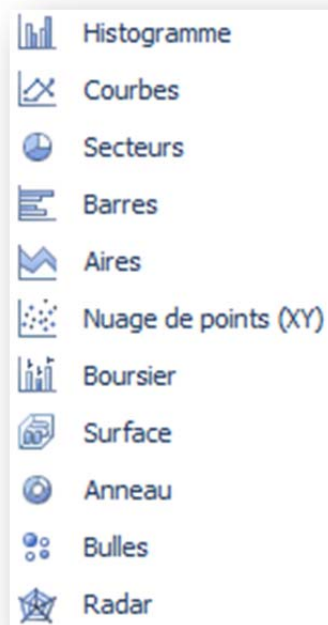 Histogramme
Courbes
Secteurs
Barres
Aires
Nuage de points (XY)
Boursier
Surface
Anneau
Bulles
Radar